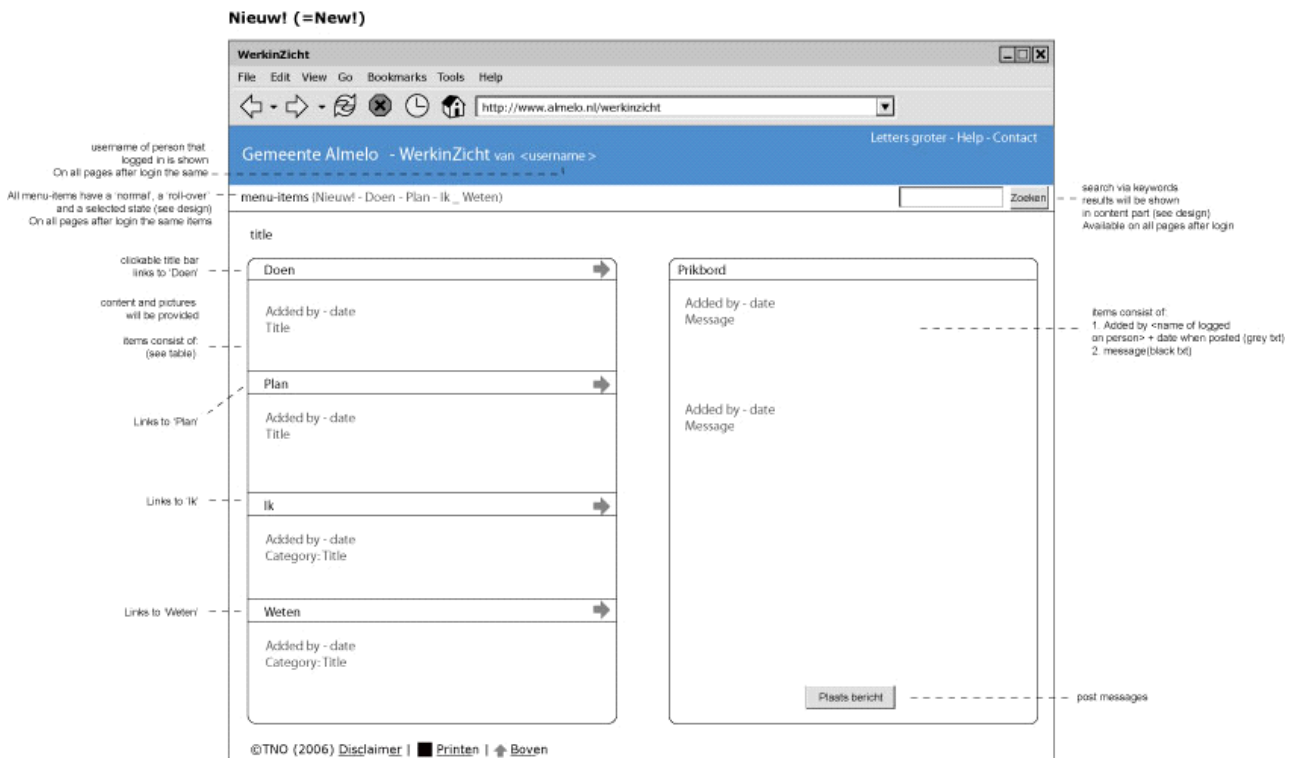 Nieuw! (=New!)
WerkinZicht
File Edit View Go Bookmarks Tools Help
http://www.almelo.nl/werkinzicht
Letters groter - Help - Contact
Gemeente Almelo - WerkinZicht van <username >
username of person that
logged in is shown
On all pages after login the same
All menu-items have a 'normal', a 'roll-over'
and a selected state (see design)
On all pages after login the same items
menu-items (Nieuw! - Doen - Plan - Ik _ Weten)
Zoeken
search via keywords
results will be shown
in content part (see design)
Available on all pages after login
title
clickable title bar
links to 'Doen'
Doen
content and pictures
will be provided
Added by - date
Title
items consist of:
(see table)
Plan
Links to 'Plan'
Added by - date
Title
Links to 'Ik'
Ik
Added by - date
Category: Title
Links to 'Weten'
Weten
Added by - date
Category: Title
Prikbord
Added by - date
Message
items consist of:
1. Added by <name of logged
on person> + date when posted (grey txt)
2. message(black txt)
Added by - date
Message
Plaats bericht
post messages
©TNO (2006) Disclaimer | Printen | Boven